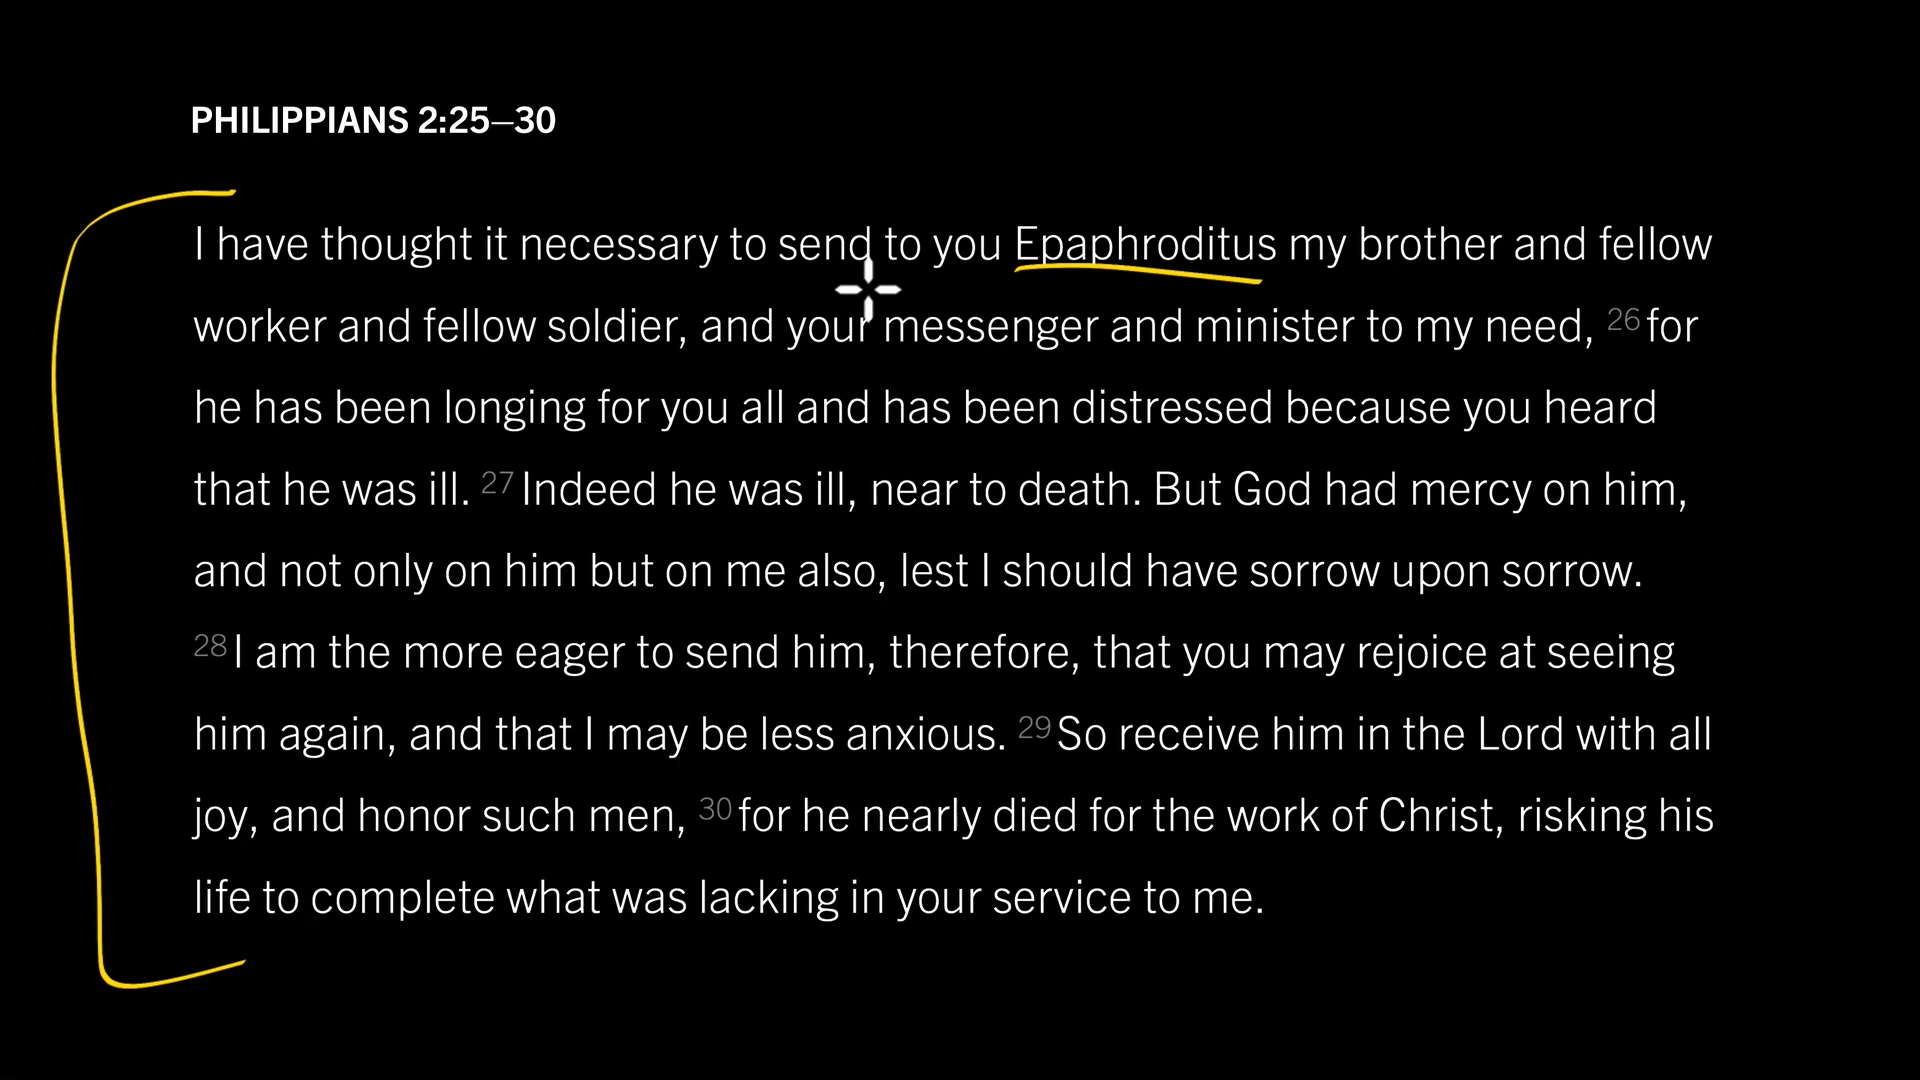 PHILIPPIANS 2:25–30
I have thought it necessary to send to you Epaphroditus my brother and fellow
worker and fellow soldier, and your messenger and minister to my need, 26 for
he has been longing for you all and has been distressed because you heard
that he was ill. 27 Indeed he was ill, near to death. But God had mercy on him,
and not only on him but on me also, lest I should have sorrow upon sorrow.
28 I am the more eager to send him, therefore, that you may rejoice at seeing
him again, and that I may be less anxious. 29 So receive him in the Lord with all
joy, and honor such men, 30 for he nearly died for the work of Christ, risking his
life to complete what was lacking in your service to me.